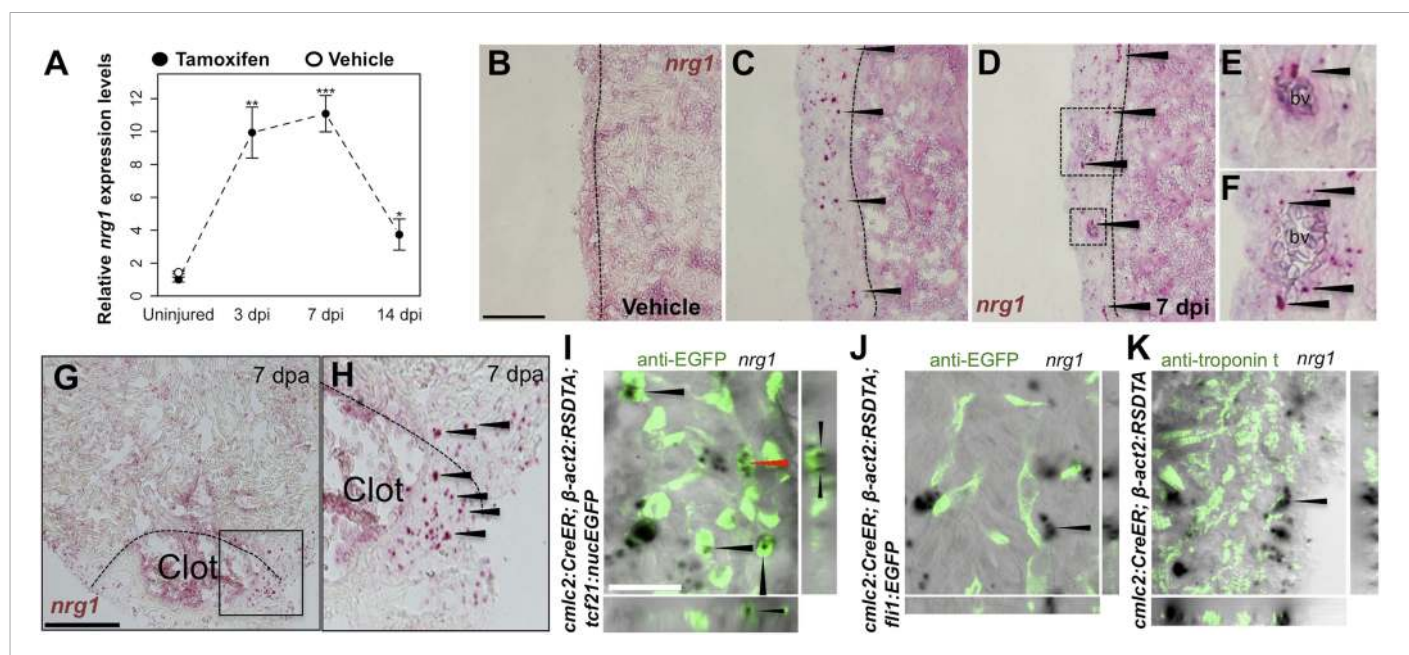 A
Tamoxifen
Vehicle
Relative nrg1 expression levels
12
10
8
6
4
2
0
**
***
*
Uninjured 3 dpi 7 dpi 14 dpi
B
nrg1
Vehicle
C
D
nrg1
7 dpi
E
bv
F
bv
G
7 dpa
Clot
nrg1
H
7 dpa
Clot
I
anti-EGFP nrg1
cmlc2:CreER; β-act2::RSDTA;
tcf21:nucEGFP
J
anti-EGFP nrg1
cmlc2:CreER; β-act2::RSDTA;
fli1:EGFP
K
anti-troponin t nrg1
cmlc2:CreER; β-act2::RSDTA